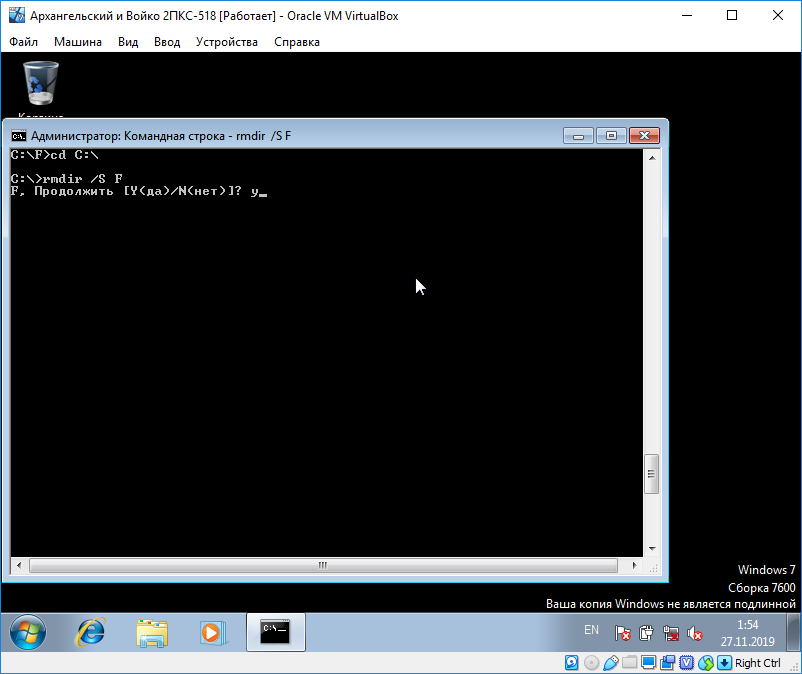 Архангельский и Войко 2ПКС-518 [Работает] - Oracle VM VirtualBox
Файл Машина Вид Ввод Устройства Справка
Администратор: Командная строка - rmdir /S F
C:\F>cd C:\
C:\>rmdir /S F
F, Продолжить [Y(да)/N(нет)]? y
Windows 7
Сборка 7600
Ваша копия Windows не является подлинной
EN
1:54
27.11.2019
Right Ctrl